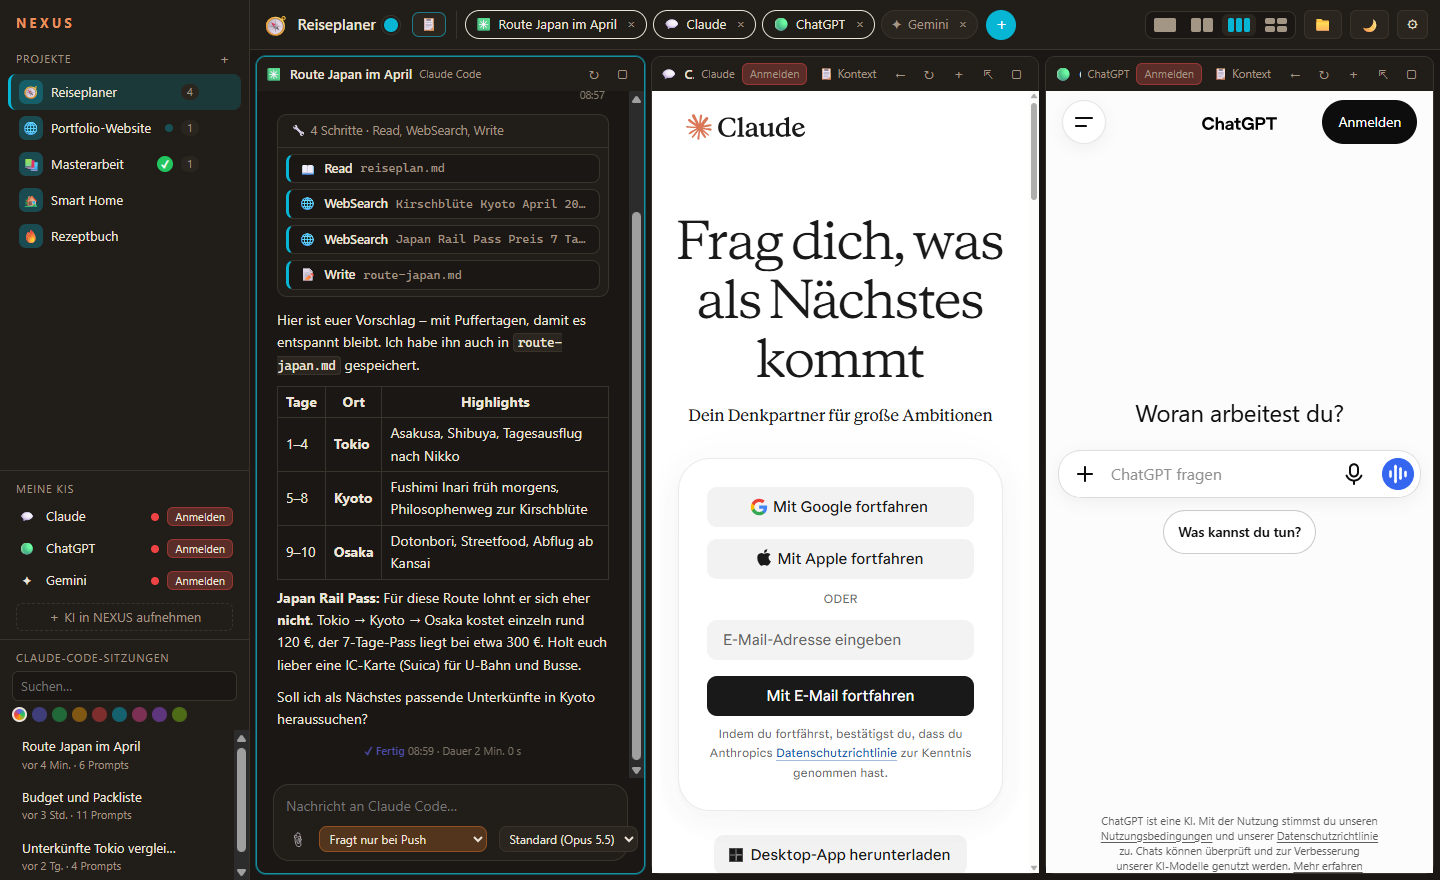 NEXUS
PROJEKTE +
Reiseplaner 4
Portfolio-Website 1
Masterarbeit 1
Smart Home
Rezeptbuch
MEINE KIS
Claude Anmelden
ChatGPT Anmelden
Gemini Anmelden
+ KI in NEXUS aufnehmen
CLAUDE-CODE-SITZUNGEN
Suchen...
Route Japan im April
vor 4 Min. · 6 Prompts
Budget und Packliste
vor 3 Std. · 11 Prompts
Unterkünfte Tokio verglei...
vor 2 Tg. · 4 Prompts
Reiseplaner
Route Japan im April ×
Claude ×
ChatGPT ×
Gemini ×
+
Route Japan im April Claude Code
08:57
4 Schritte · Read, WebSearch, Write
Read reiseplan.md
WebSearch Kirschblüte Kyoto April 20…
WebSearch Japan Rail Pass Preis 7 Ta…
Write route-japan.md
Hier ist euer Vorschlag – mit Puffertagen, damit es
entspannt bleibt. Ich habe ihn auch in route-
japan.md gespeichert.
Tage Ort Highlights
1–4 Tokio Asakusa, Shibuya, Tagesausflug
nach Nikko
5–8 Kyoto Fushimi Inari früh morgens,
Philosophenweg zur Kirschblüte
9–10 Osaka Dotonbori, Streetfood, Abflug ab
Kansai
Japan Rail Pass: Für diese Route lohnt er sich eher
nicht. Tokio → Kyoto → Osaka kostet einzeln rund
120 €, der 7-Tage-Pass liegt bei etwa 300 €. Holt euch
lieber eine IC-Karte (Suica) für U-Bahn und Busse.
Soll ich als Nächstes passende Unterkünfte in Kyoto
heraussuchen?
✓ Fertig 08:59 · Dauer 2 Min. 0 s
Nachricht an Claude Code...
Fragt nur bei Push
Standard (Opus 5.5)
Claude Anmelden Kontext ← ↻ + ↸
Claude
Frag dich, was
als Nächstes
kommt
Dein Denkpartner für große Ambitionen
Mit Google fortfahren
Mit Apple fortfahren
ODER
E-Mail-Adresse eingeben
Mit E-Mail fortfahren
Indem du fortfährst, bestätigst du, dass du
Anthropics Datenschutzrichtlinie zur Kenntnis
genommen hast.
Desktop-App herunterladen
ChatGPT Anmelden Kontext ← ↻ + ↸
ChatGPT
Anmelden
Woran arbeitest du?
ChatGPT fragen
Was kannst du tun?
ChatGPT ist eine KI. Mit der Nutzung stimmst du unseren
Nutzungsbedingungen und unserer Datenschutzrichtlinie
zu. Chats können überprüft und zur Verbesserung
unserer KI-Modelle genutzt werden. Mehr erfahren